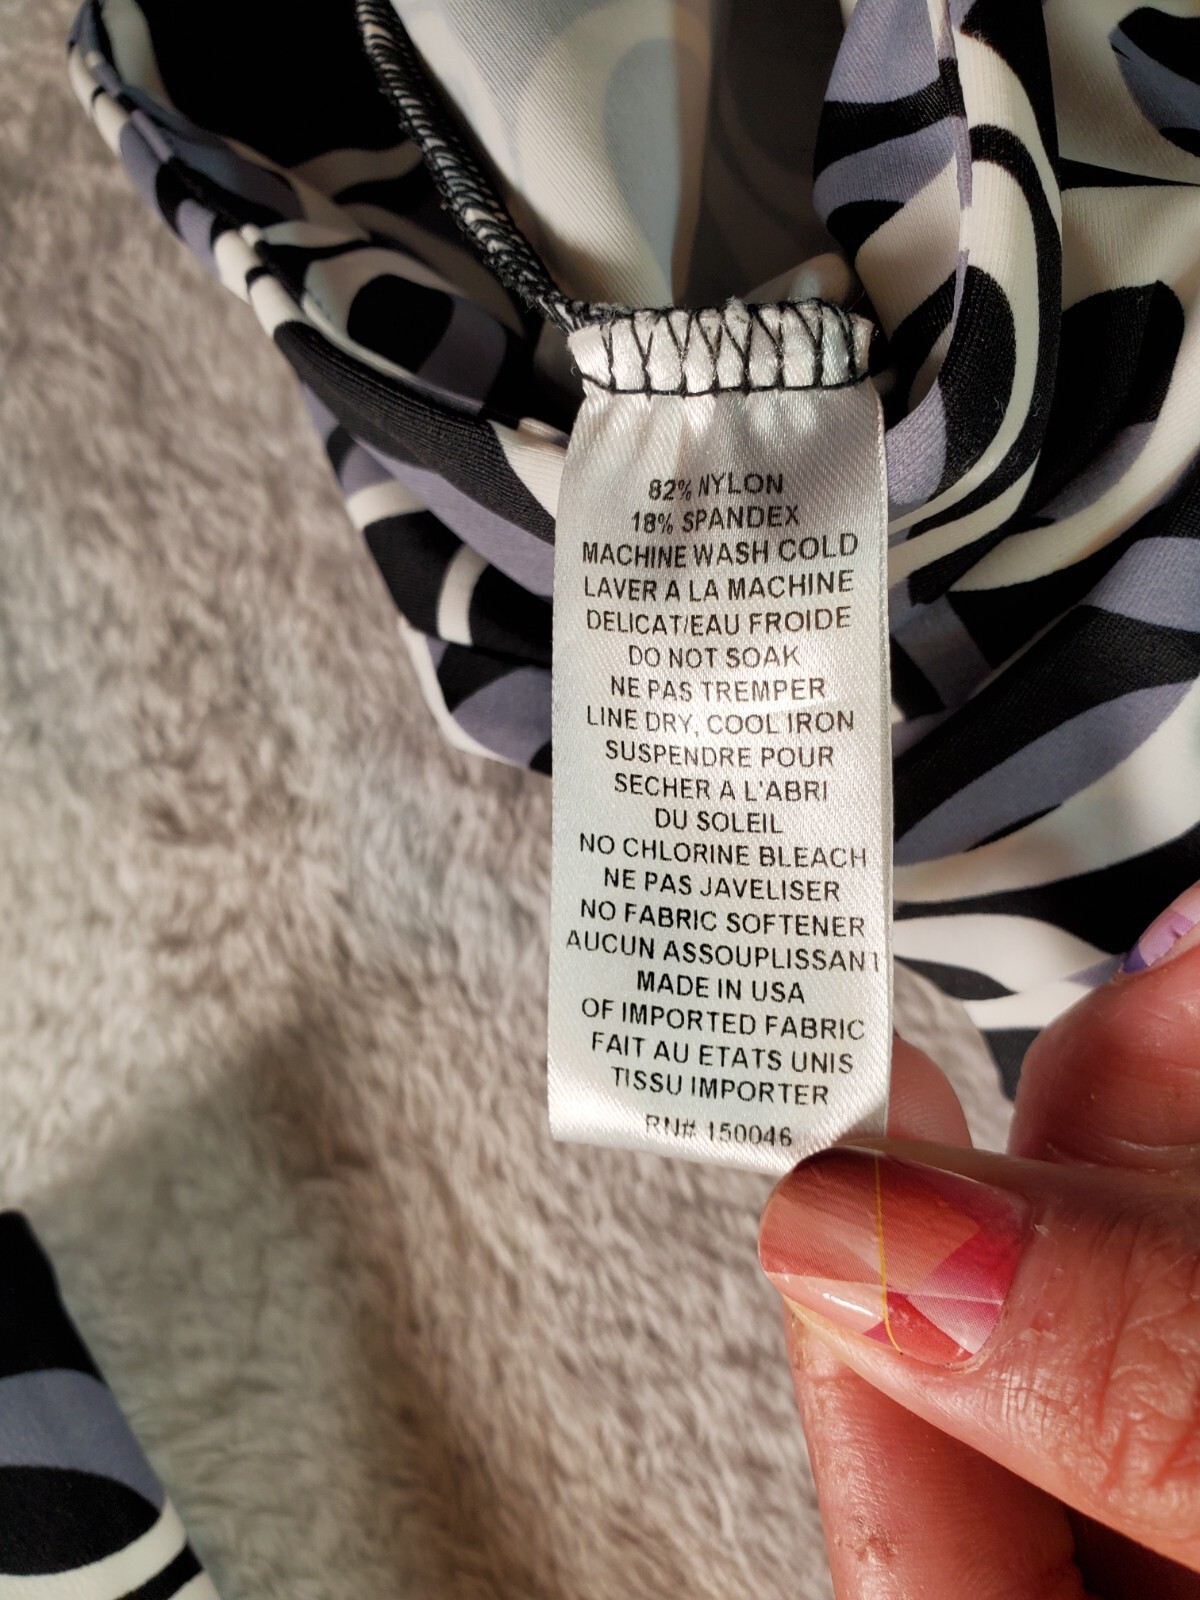 82% NYLON
18% SPANDEX
MACHINE WASH COLD
LAVER A LA MACHINE
DELICAT/EAU FROIDE
DO NOT SOAK
NE PAS TREMPER
LINE DRY, COOL IRON
SUSPENDRE POUR
SECHER A L'ABRI
DU SOLEIL
NO CHLORINE BLEACH
NE PAS JAVELISER
NO FABRIC SOFTENER
AUCUN ASSOUPLISSANT
MADE IN USA
OF IMPORTED FABRIC
FAIT AU ETATS UNIS
TISSU IMPORTER
RN# 150046